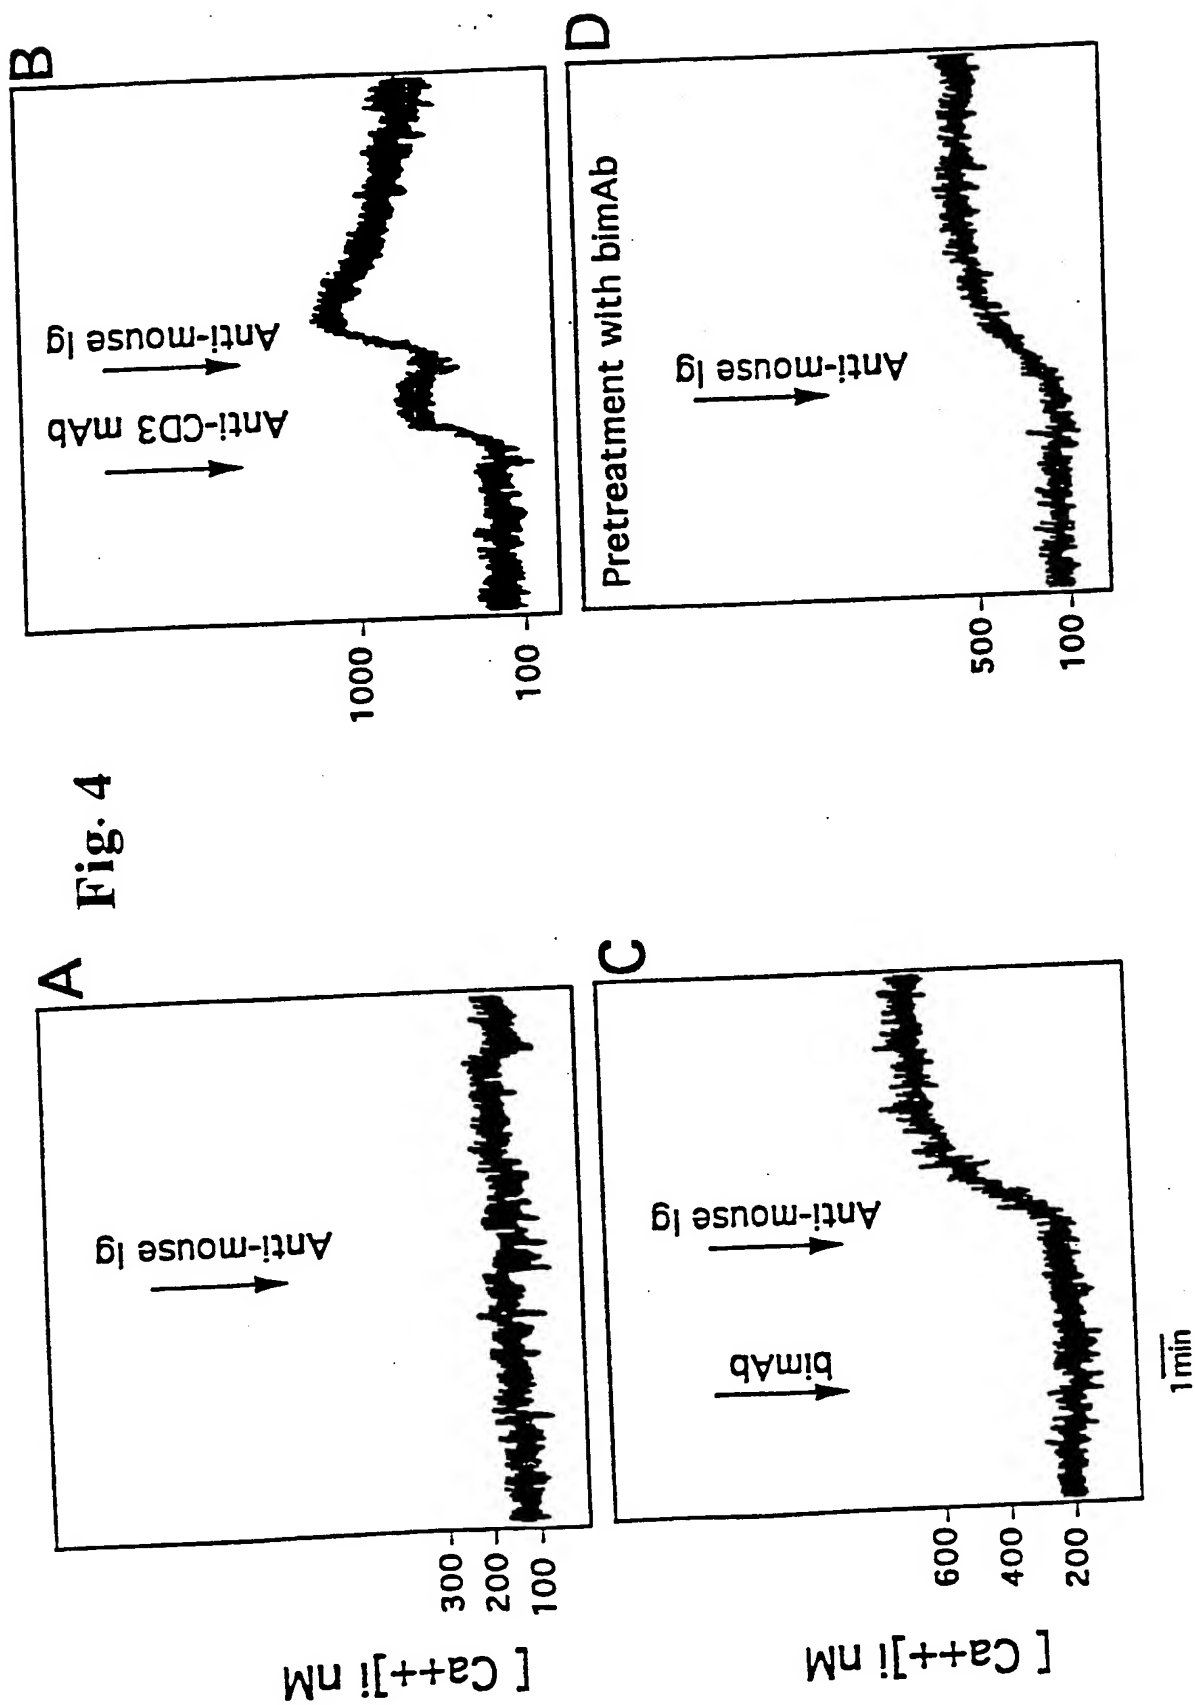 Fig. 4
A
Anti-mouse Ig
300
200
100
[ Ca++]i nM
B
Anti-CD3 mAb
Anti-mouse Ig
1000
100
C
bimAb
Anti-mouse Ig
600
400
200
[ Ca++]i nM
1min
D
Pretreatment with bimAb
Anti-mouse Ig
500
100